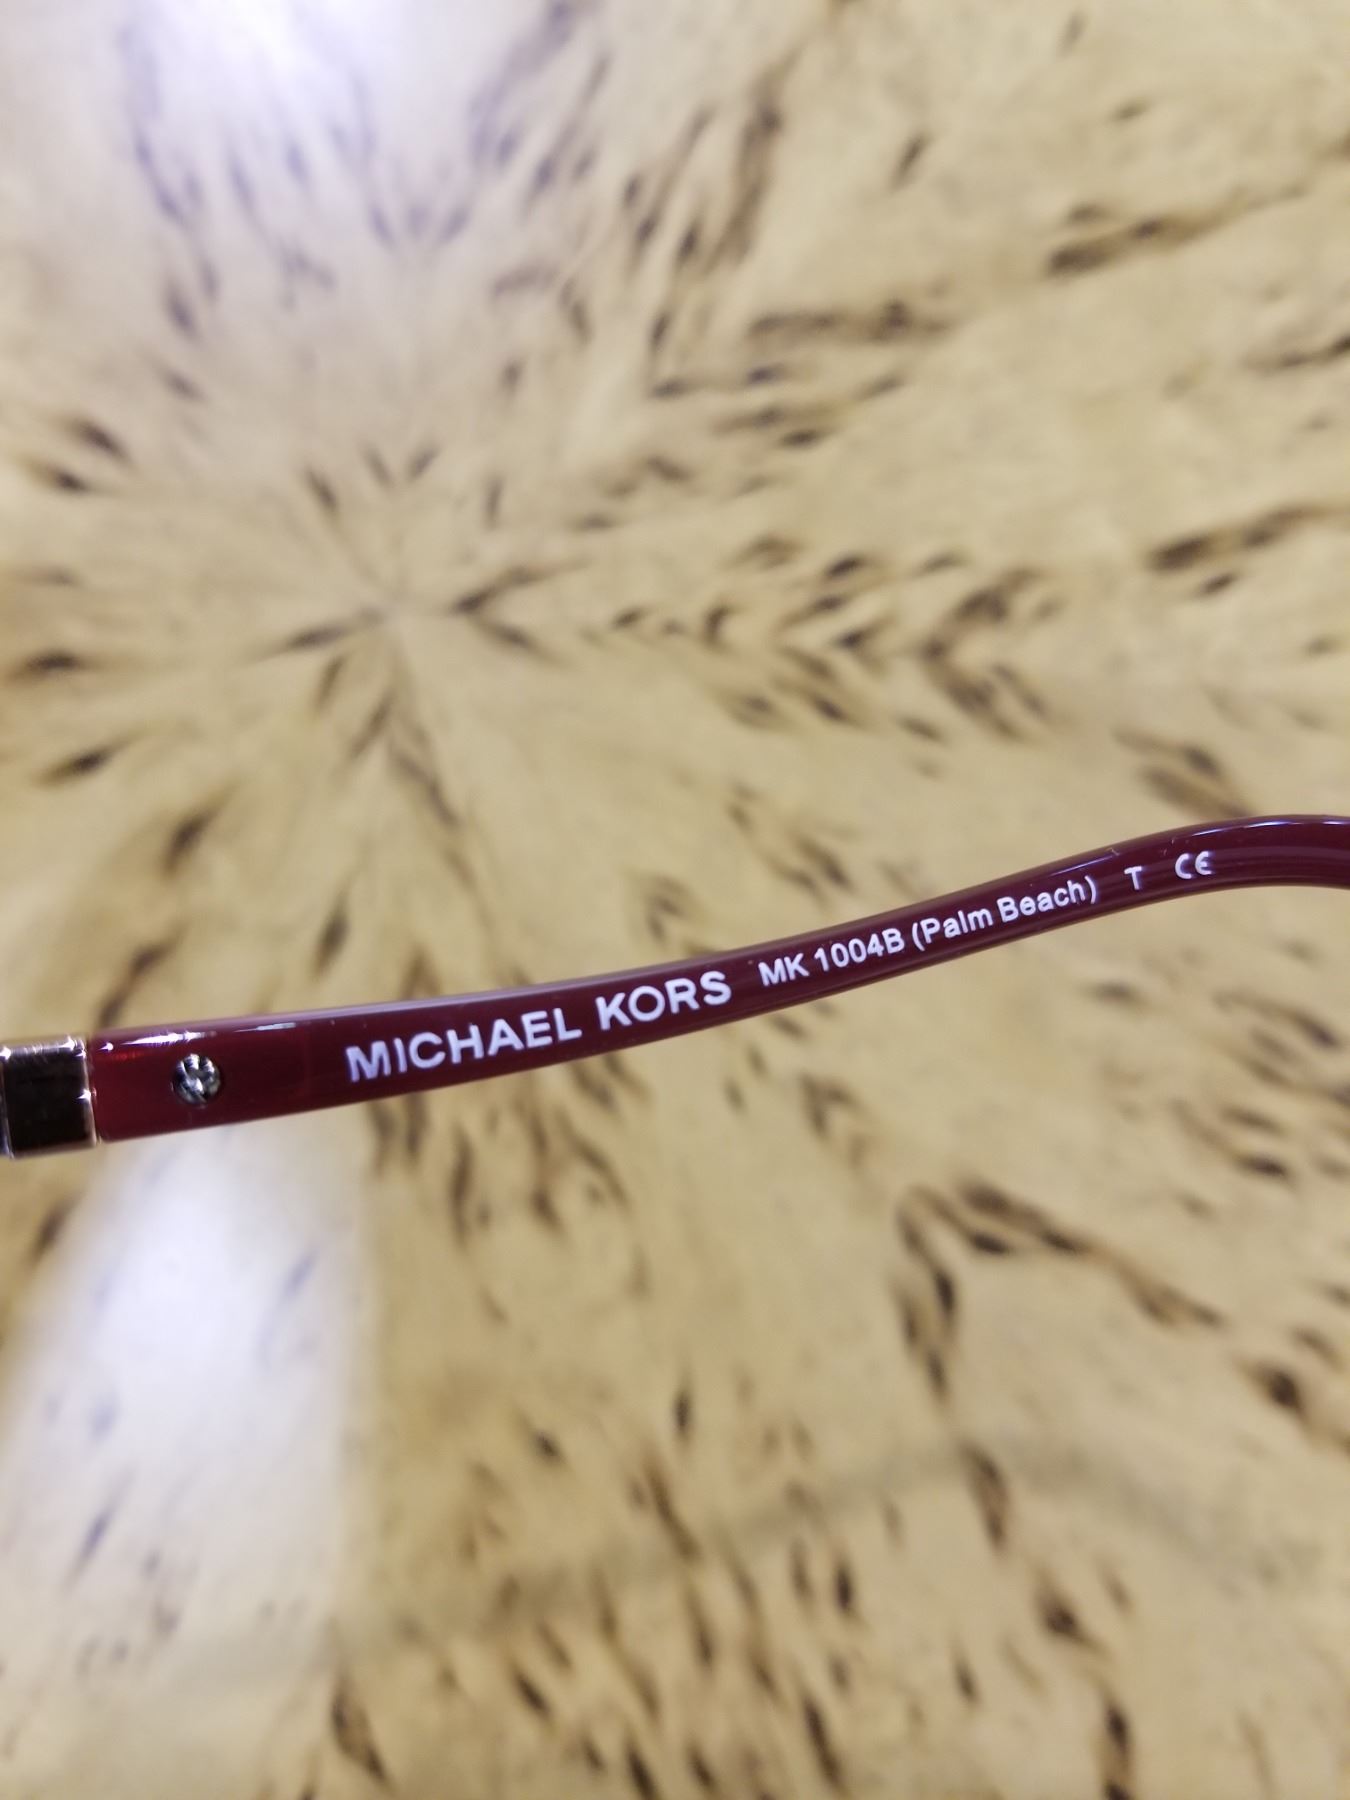 MICHAEL KORS MK 1004B (Palm Beach) T CE